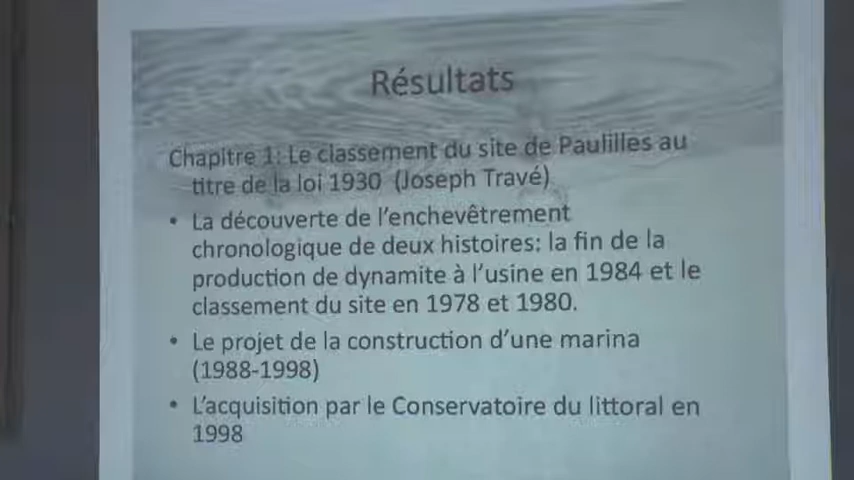 Résultats
Chapitre 1: Le classement du site de Paulilles au
titre de la loi 1930 (Joseph Travé)
• La découverte de l'enchevêtrement
chronologique de deux histoires: la fin de la
production de dynamite à l'usine en 1984 et le
classement du site en 1978 et 1980.
• Le projet de la construction d'une marina
(1988-1998)
• L'acquisition par le Conservatoire du littoral en
1998